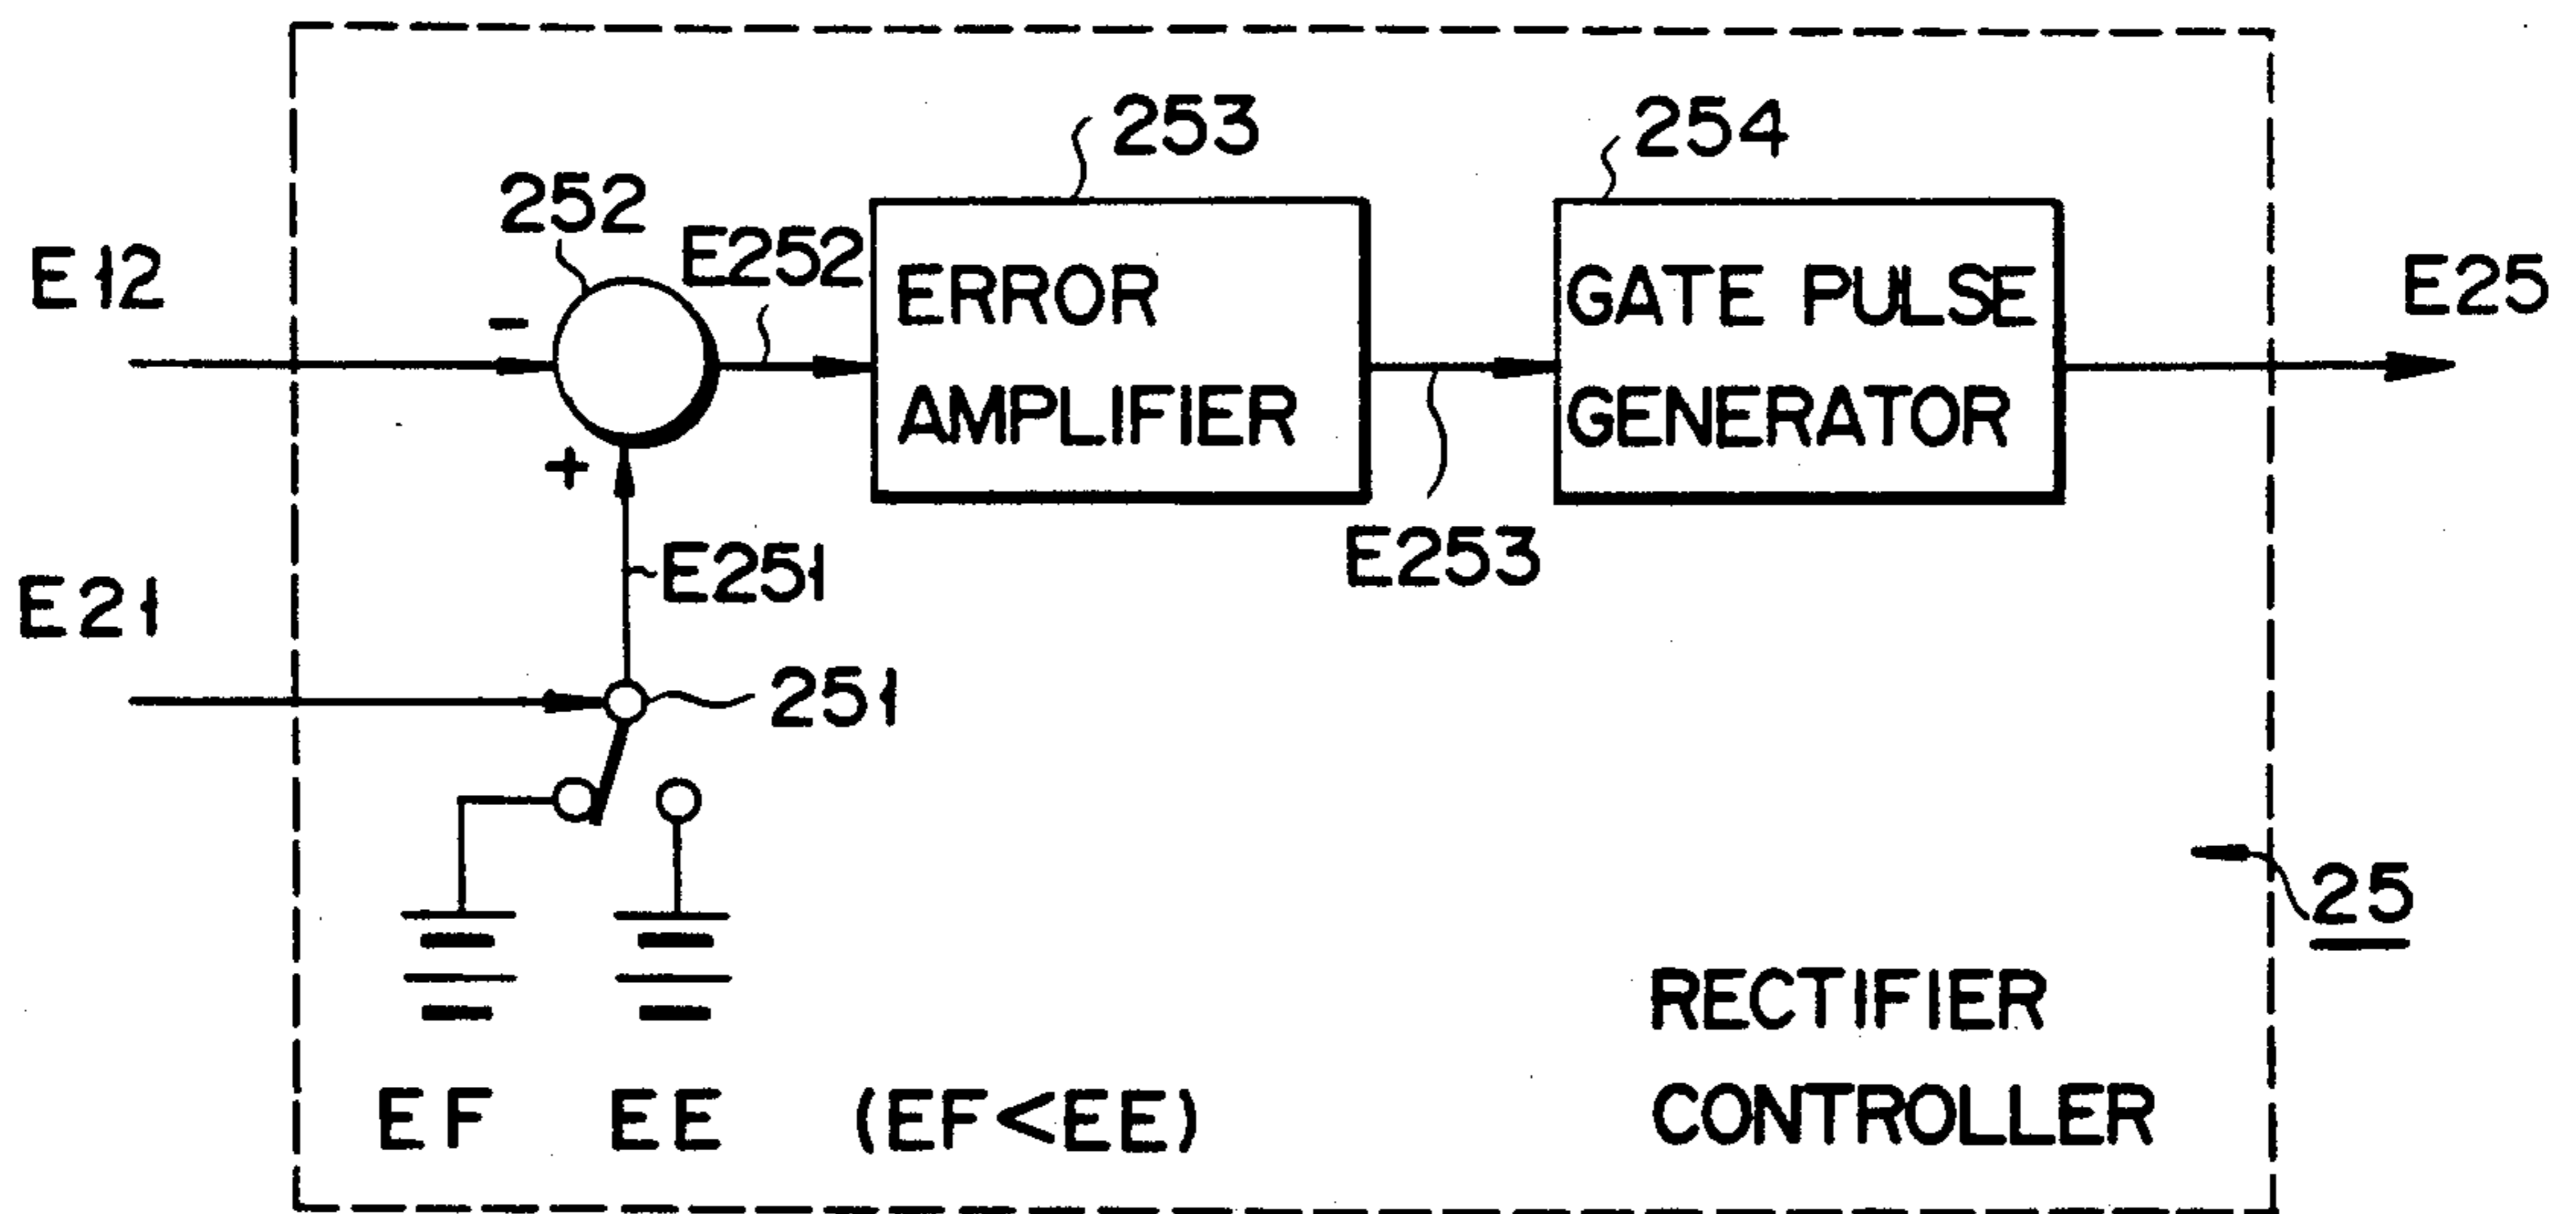 253
254
252
E252
E12
ERROR
AMPLIFIER
GATE PULSE
GENERATOR
E25
-
+
E253
E251
E21
251
25
RECTIFIER
CONTROLLER
EF
EE
(EF<EE)